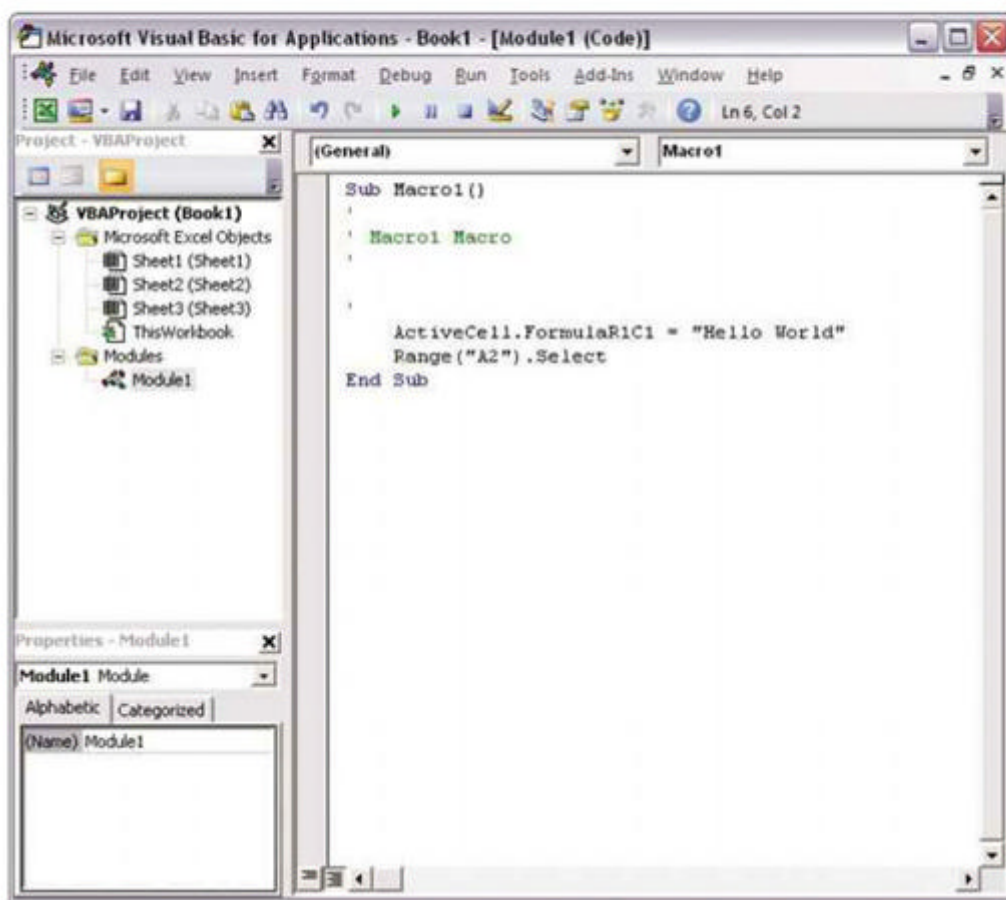 Microsoft Visual Basic for Applications - Book1 - [Module1 (Code)]
File Edit View Insert Format Debug Run Tools Add-Ins Window Help
Ln 6, Col 2
Project - VBAProject
VBAProject (Book1)
Microsoft Excel Objects
Sheet1 (Sheet1)
Sheet2 (Sheet2)
Sheet3 (Sheet3)
ThisWorkbook
Modules
Module1
Properties - Module1
Module1 Module
Alphabetic Categorized
(Name) Module1
(General) Macro1
Sub Macro1()
'
' Macro1 Macro
'
'
ActiveCell.FormulaR1C1 = "Hello World"
Range("A2").Select
End Sub